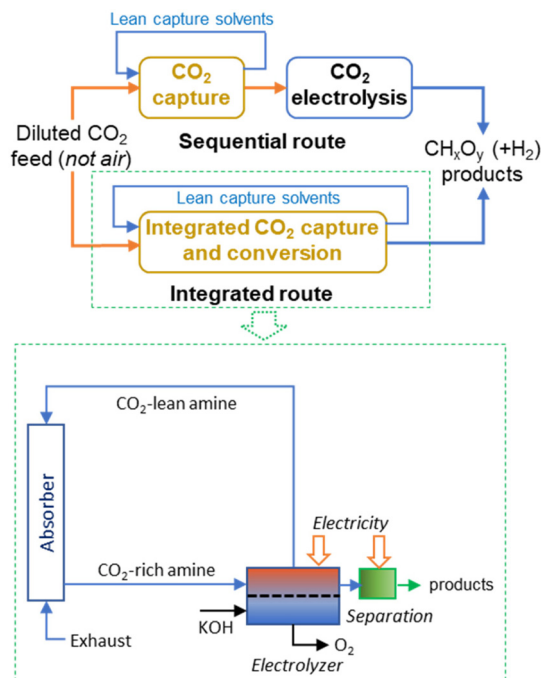 Lean capture solvents
CO2
capture
CO2
electrolysis
Sequential route
Diluted CO2
feed (not air)
CHxOy (+H2)
products
Lean capture solvents
Integrated CO2 capture
and conversion
Integrated route
CO2-lean amine
Absorber
Electricity
CO2-rich amine
products
KOH
Separation
Exhaust
O2
Electrolyzer